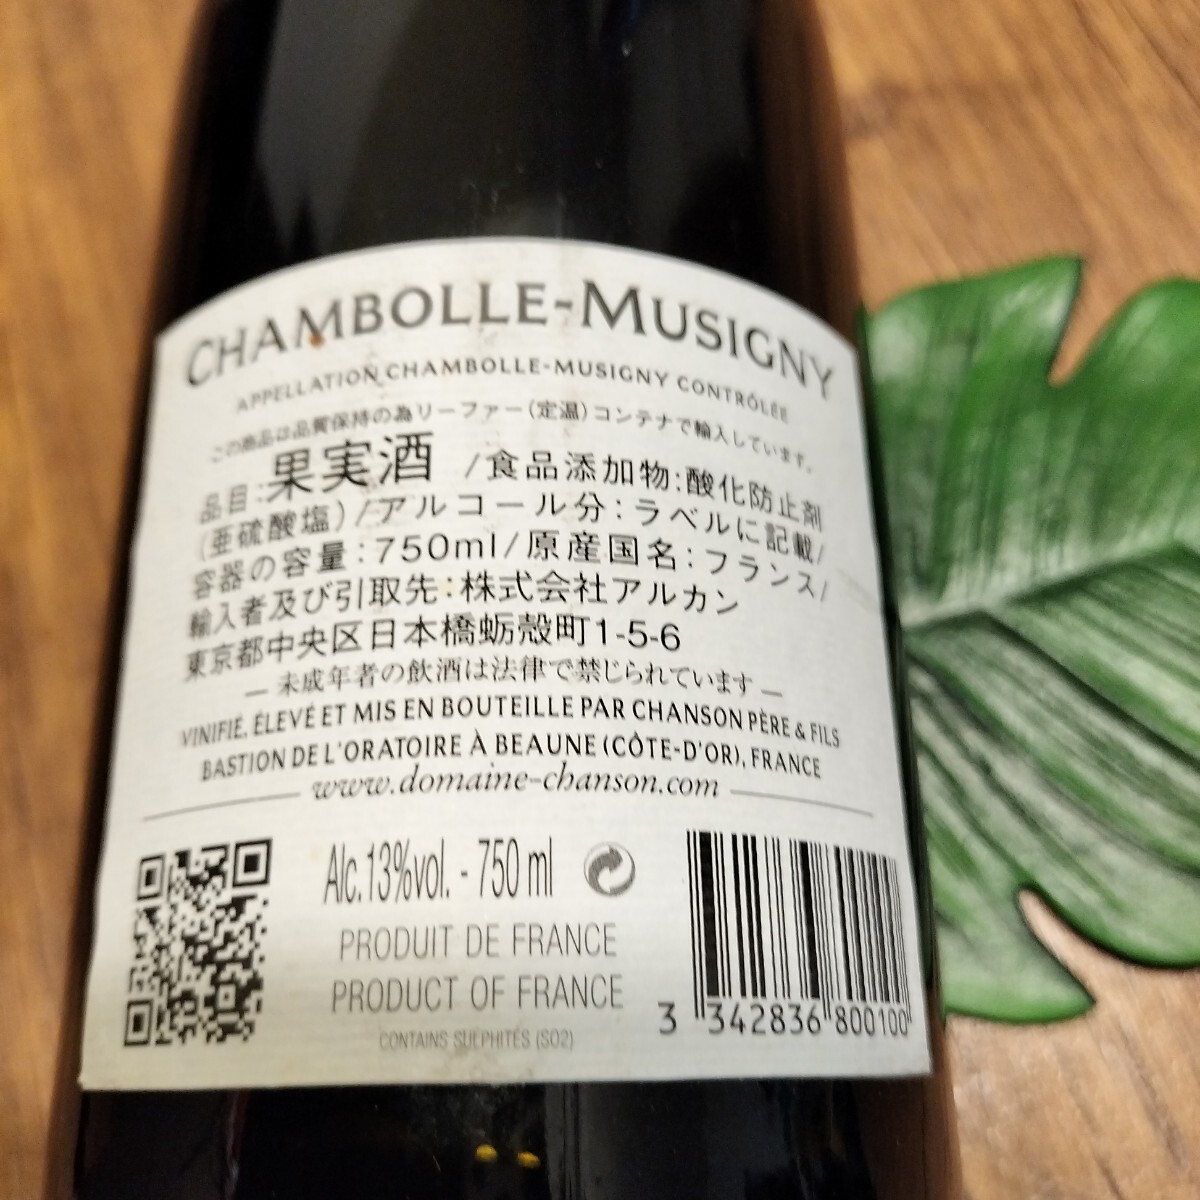 CHAMBOLLE-MUSIGNY
APPELLATION CHAMBOLLE-MUSIGNY CONTRÔLÉE
この商品は品質保持の為リーファー(定温)コンテナで輸入しています。
品目:果実酒 /食品添加物:酸化防止剤
(亜硫酸塩)/アルコール分:ラベルに記載/
容器の容量:750ml/原産国名:フランス/
輸入者及び引取先:株式会社アルカン
東京都中央区日本橋蛎殻町1-5-6
— 未成年者の飲酒は法律で禁じられています —
VINIFIÉ, ÉLEVÉ ET MIS EN BOUTEILLE PAR CHANSON PÈRE & FILS
BASTION DE L'ORATOIRE À BEAUNE (CÔTE-D'OR), FRANCE
www.domaine-chanson.com
Alc.13%vol. - 750 ml
PRODUIT DE FRANCE
PRODUCT OF FRANCE
CONTAINS SULPHITES (SO2)
3 342836 800100